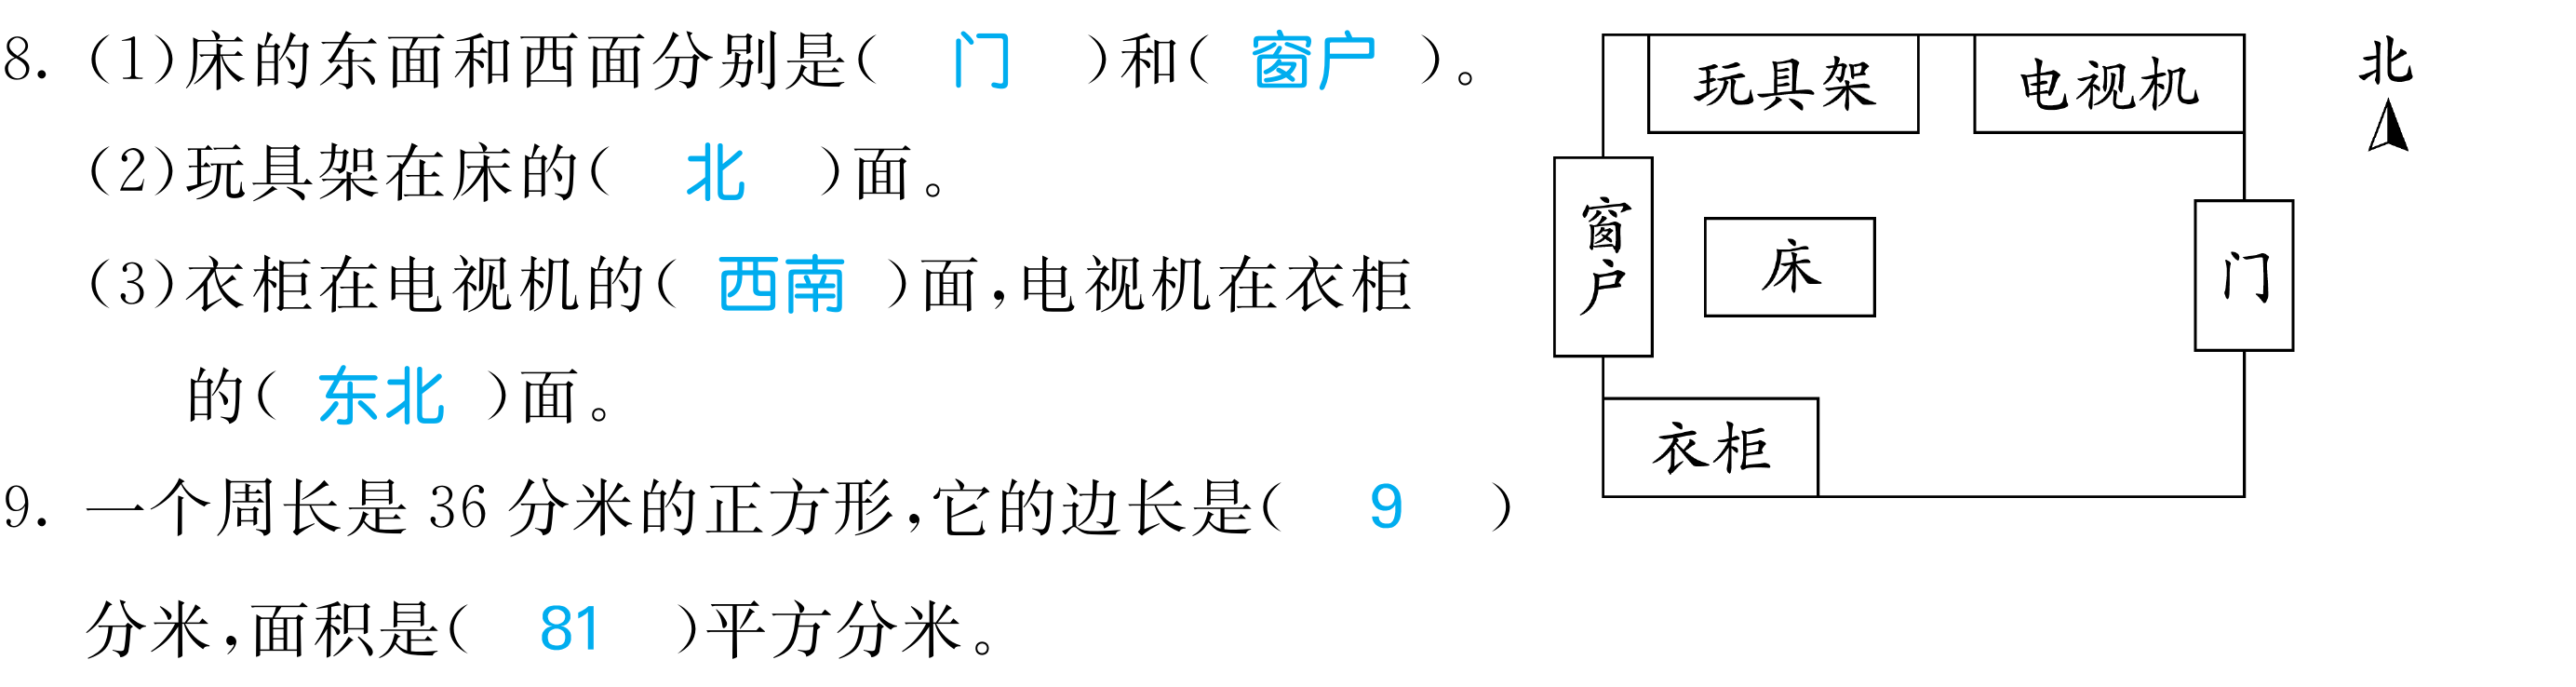 8. (1)床的东面和西面分别是( 门 )和( 窗户 )。
(2)玩具架在床的( 北 )面。
(3)衣柜在电视机的( 西南 )面,电视机在衣柜
的( 东北 )面。
9. 一个周长是 36 分米的正方形,它的边长是( 9 )
分米,面积是( 81 )平方分米。
玩具架
电视机
北
窗户
床
门
衣柜